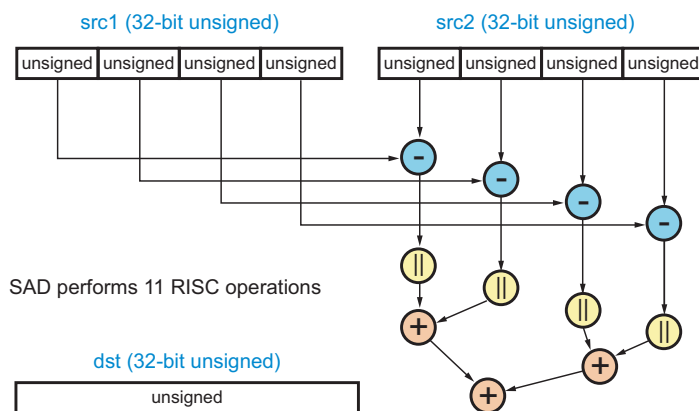 src1 (32-bit unsigned) src2 (32-bit unsigned)
unsigned unsigned unsigned unsigned unsigned unsigned unsigned unsigned
-
-
-
-
||
||
||
||
SAD performs 11 RISC operations
+
+
+
dst (32-bit unsigned)
unsigned